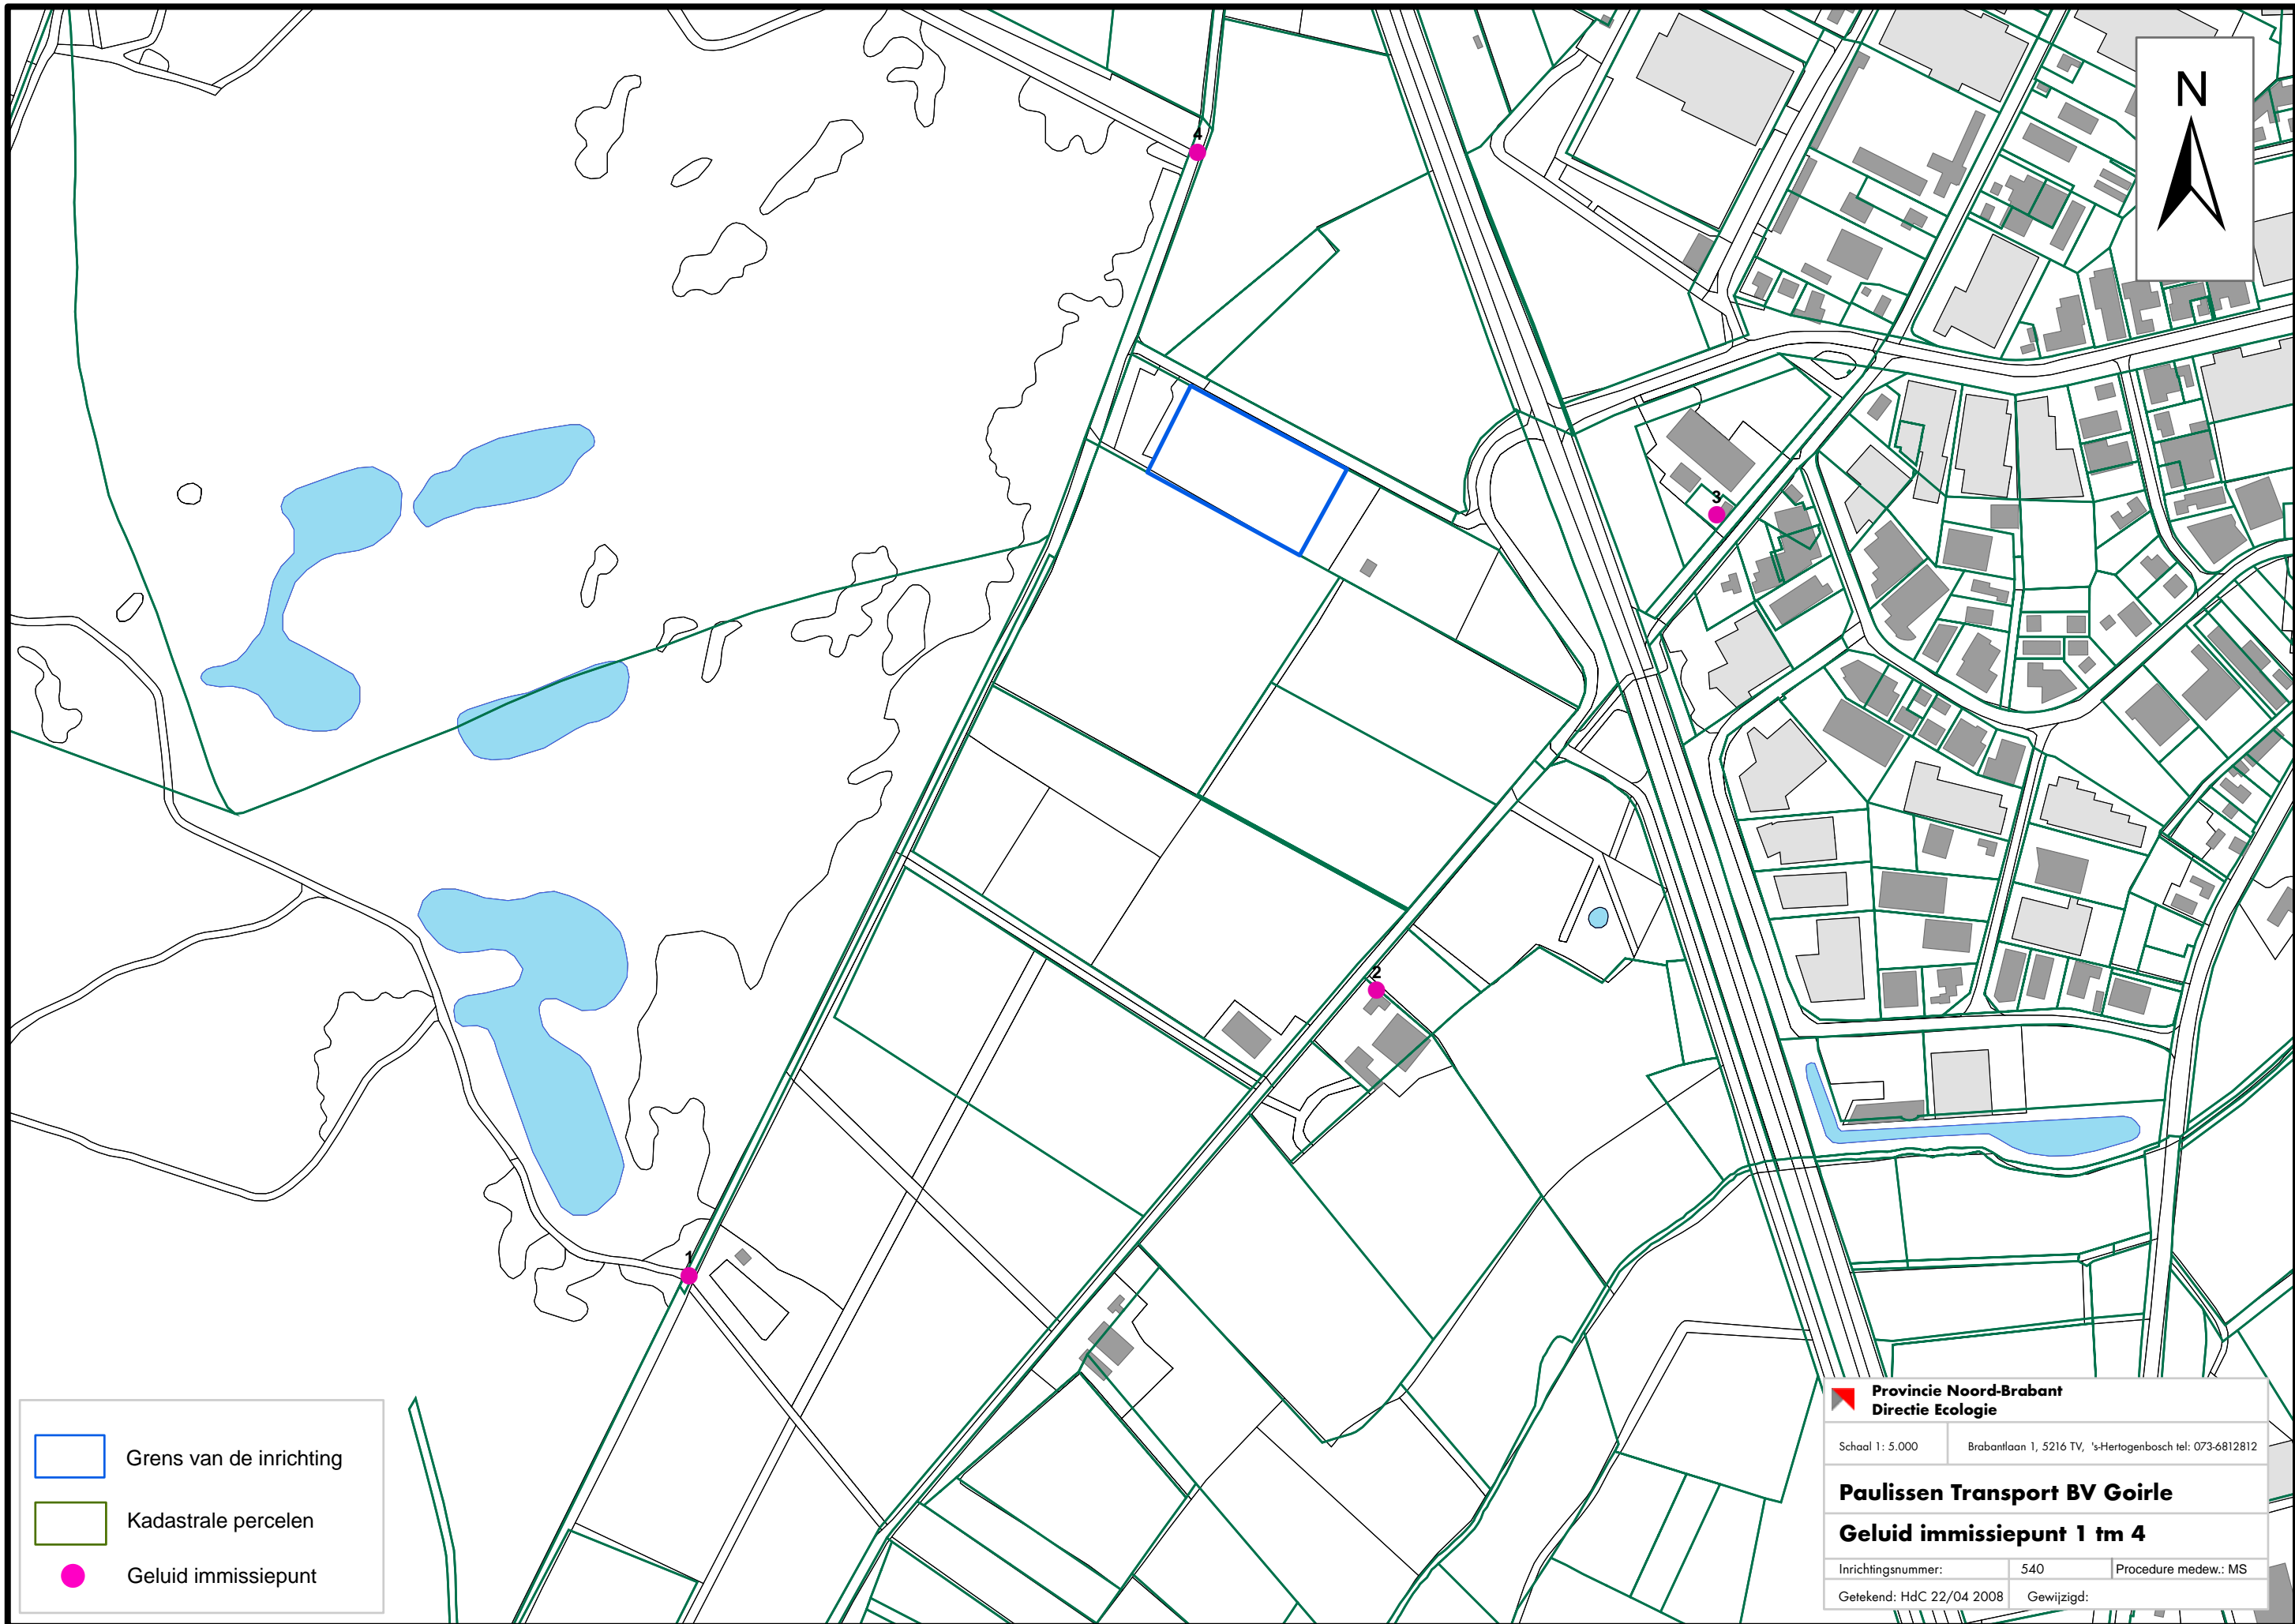 N
4
3
2
1
Grens van de inrichting
Kadastrale percelen
Geluid immissiepunt
Provincie Noord-Brabant
Directie Ecologie
Schaal 1: 5.000 Brabantlaan 1, 5216 TV, 's-Hertogenbosch tel: 073-6812812
Paulissen Transport BV Goirle
Geluid immissiepunt 1 tm 4
Inrichtingsnummer: 540 Procedure medew.: MS
Getekend: HdC 22/04 2008 Gewijzigd: